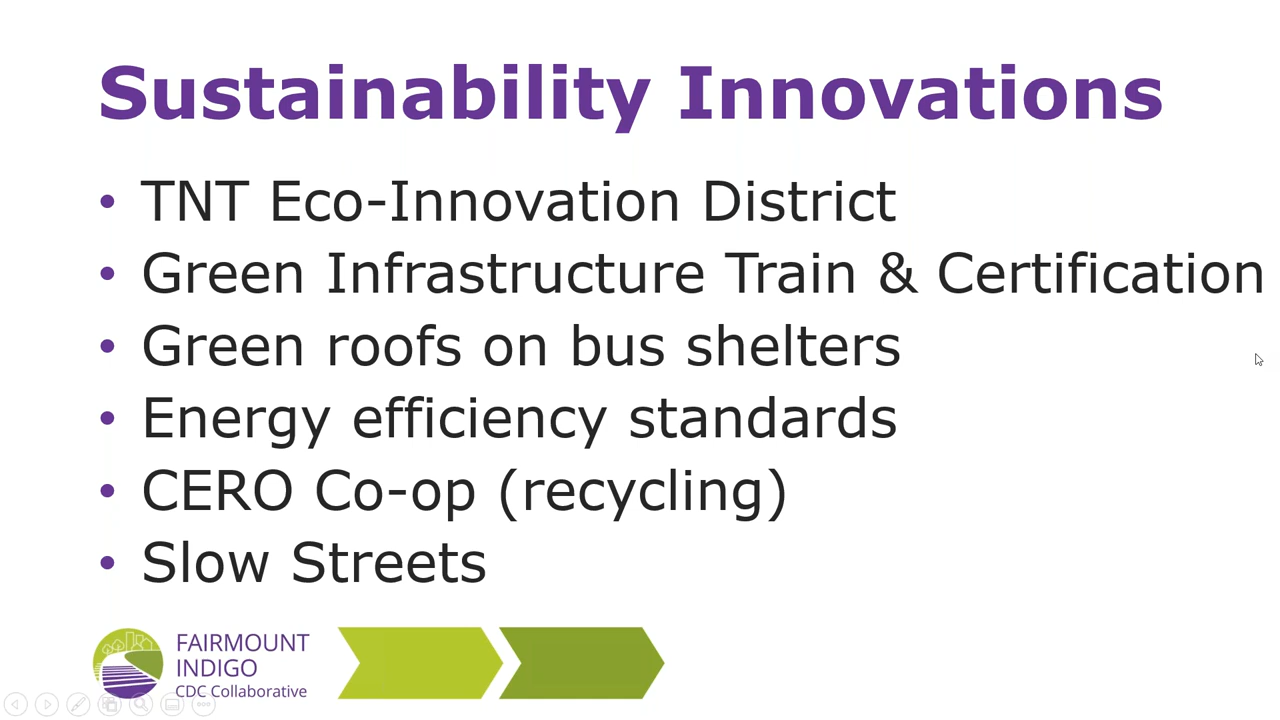 Sustainability Innovations
• TNT Eco-Innovation District
• Green Infrastructure Train & Certification
• Green roofs on bus shelters
• Energy efficiency standards
• CERO Co-op (recycling)
• Slow Streets
FAIRMOUNT
INDIGO
CDC Collaborative